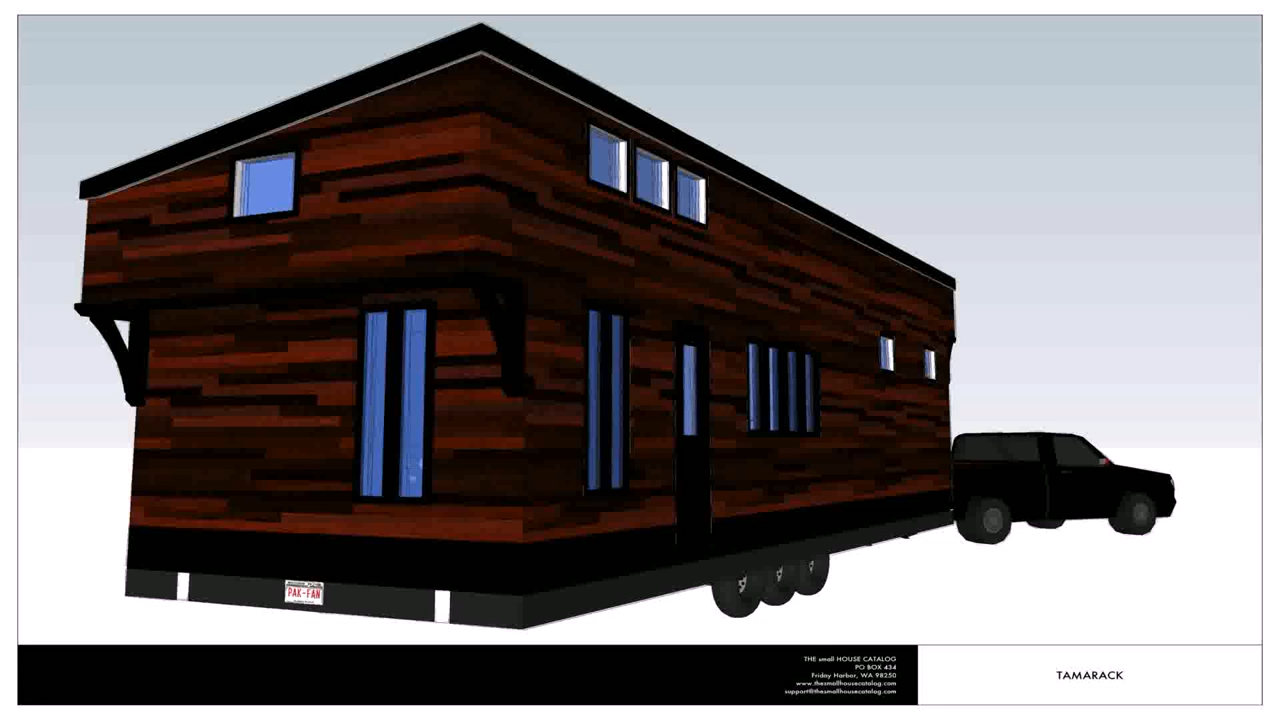 PAK-FAN
THE small HOUSE CATALOG
PO BOX 434
Friday Harbor, WA 98250
www.thesmallhousecatalog.com
support@thesmallhousecatalog.com
TAMARACK